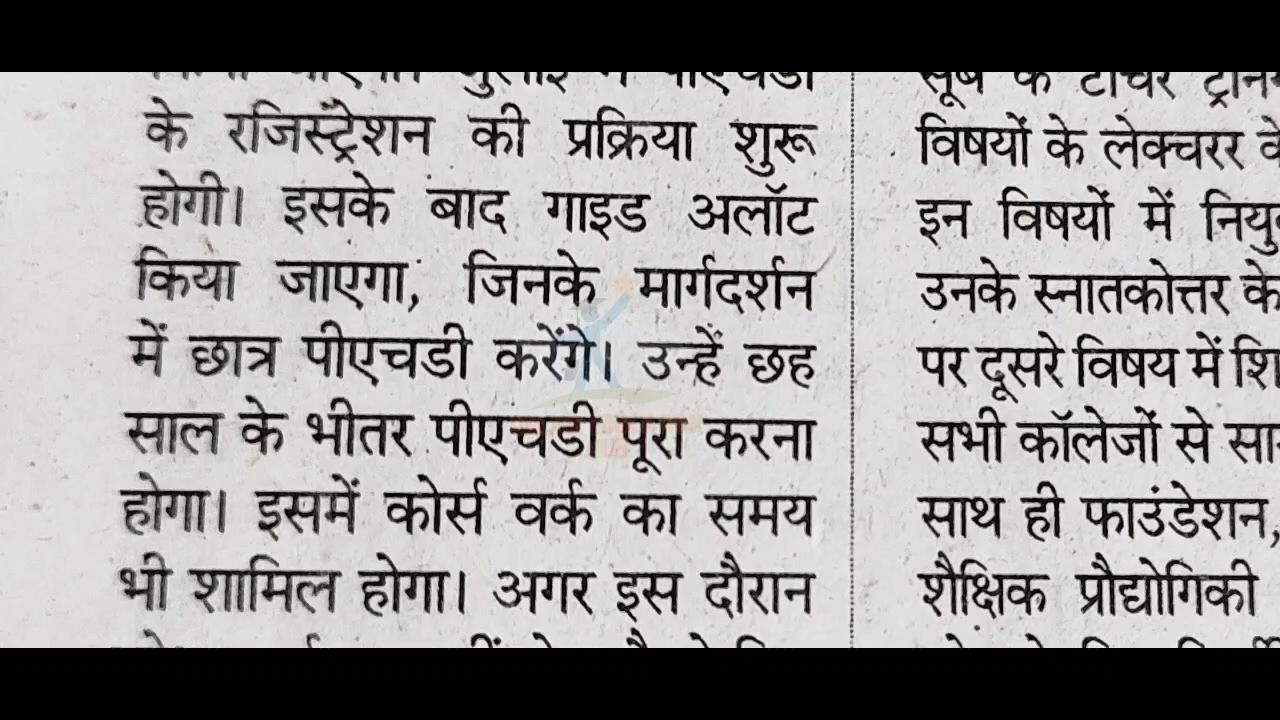 के रजिस्ट्रेशन की प्रक्रिया शुरू
होगी। इसके बाद गाइड अलॉट
किया जाएगा, जिनके मार्गदर्शन
में छात्र पीएचडी करेंगे। उन्हें छह
साल के भीतर पीएचडी पूरा करना
होगा। इसमें कोर्स वर्क का समय
भी शामिल होगा। अगर इस दौरान
सूबे के टीचर
विषयों के लेक्चरर
इन विषयों में
उनके स्नातकोत्तर के
पर दूसरे विषय में
सभी कॉलेजों से
साथ ही फाउंडेशन,
शैक्षिक प्रौद्योगिकी